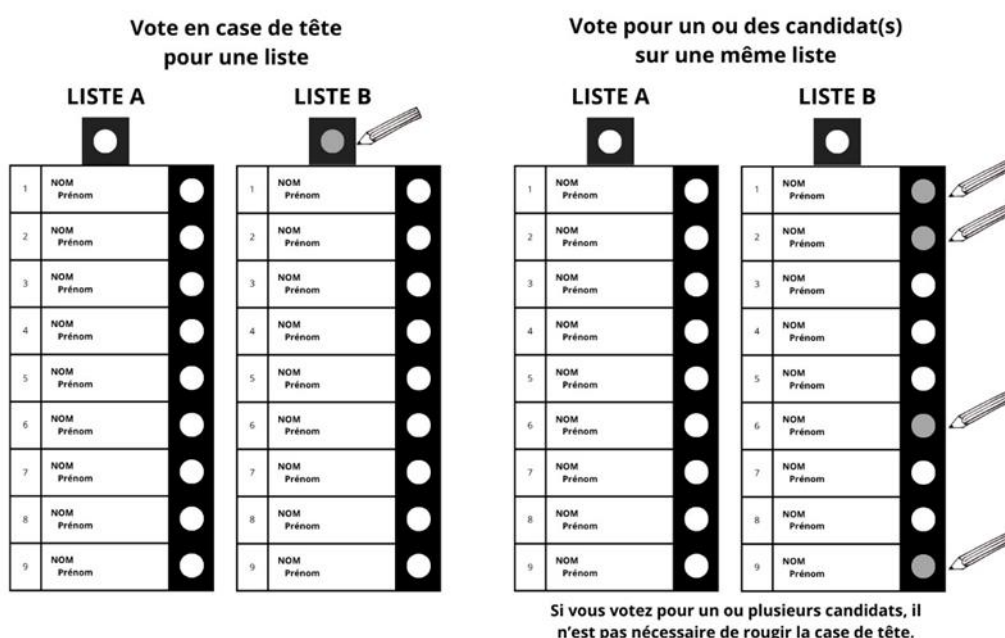 Vote en case de tête
pour une liste
LISTE A
LISTE B
1 NOM
Prénom
2 NOM
Prénom
3 NOM
Prénom
4 NOM
Prénom
5 NOM
Prénom
6 NOM
Prénom
7 NOM
Prénom
8 NOM
Prénom
9 NOM
Prénom
1 NOM
Prénom
2 NOM
Prénom
3 NOM
Prénom
4 NOM
Prénom
5 NOM
Prénom
6 NOM
Prénom
7 NOM
Prénom
8 NOM
Prénom
9 NOM
Prénom
Vote pour un ou des candidat(s)
sur une même liste
LISTE A
LISTE B
1 NOM
Prénom
2 NOM
Prénom
3 NOM
Prénom
4 NOM
Prénom
5 NOM
Prénom
6 NOM
Prénom
7 NOM
Prénom
8 NOM
Prénom
9 NOM
Prénom
1 NOM
Prénom
2 NOM
Prénom
3 NOM
Prénom
4 NOM
Prénom
5 NOM
Prénom
6 NOM
Prénom
7 NOM
Prénom
8 NOM
Prénom
9 NOM
Prénom
Si vous votez pour un ou plusieurs candidats, il
n'est pas nécessaire de rougir la case de tête.